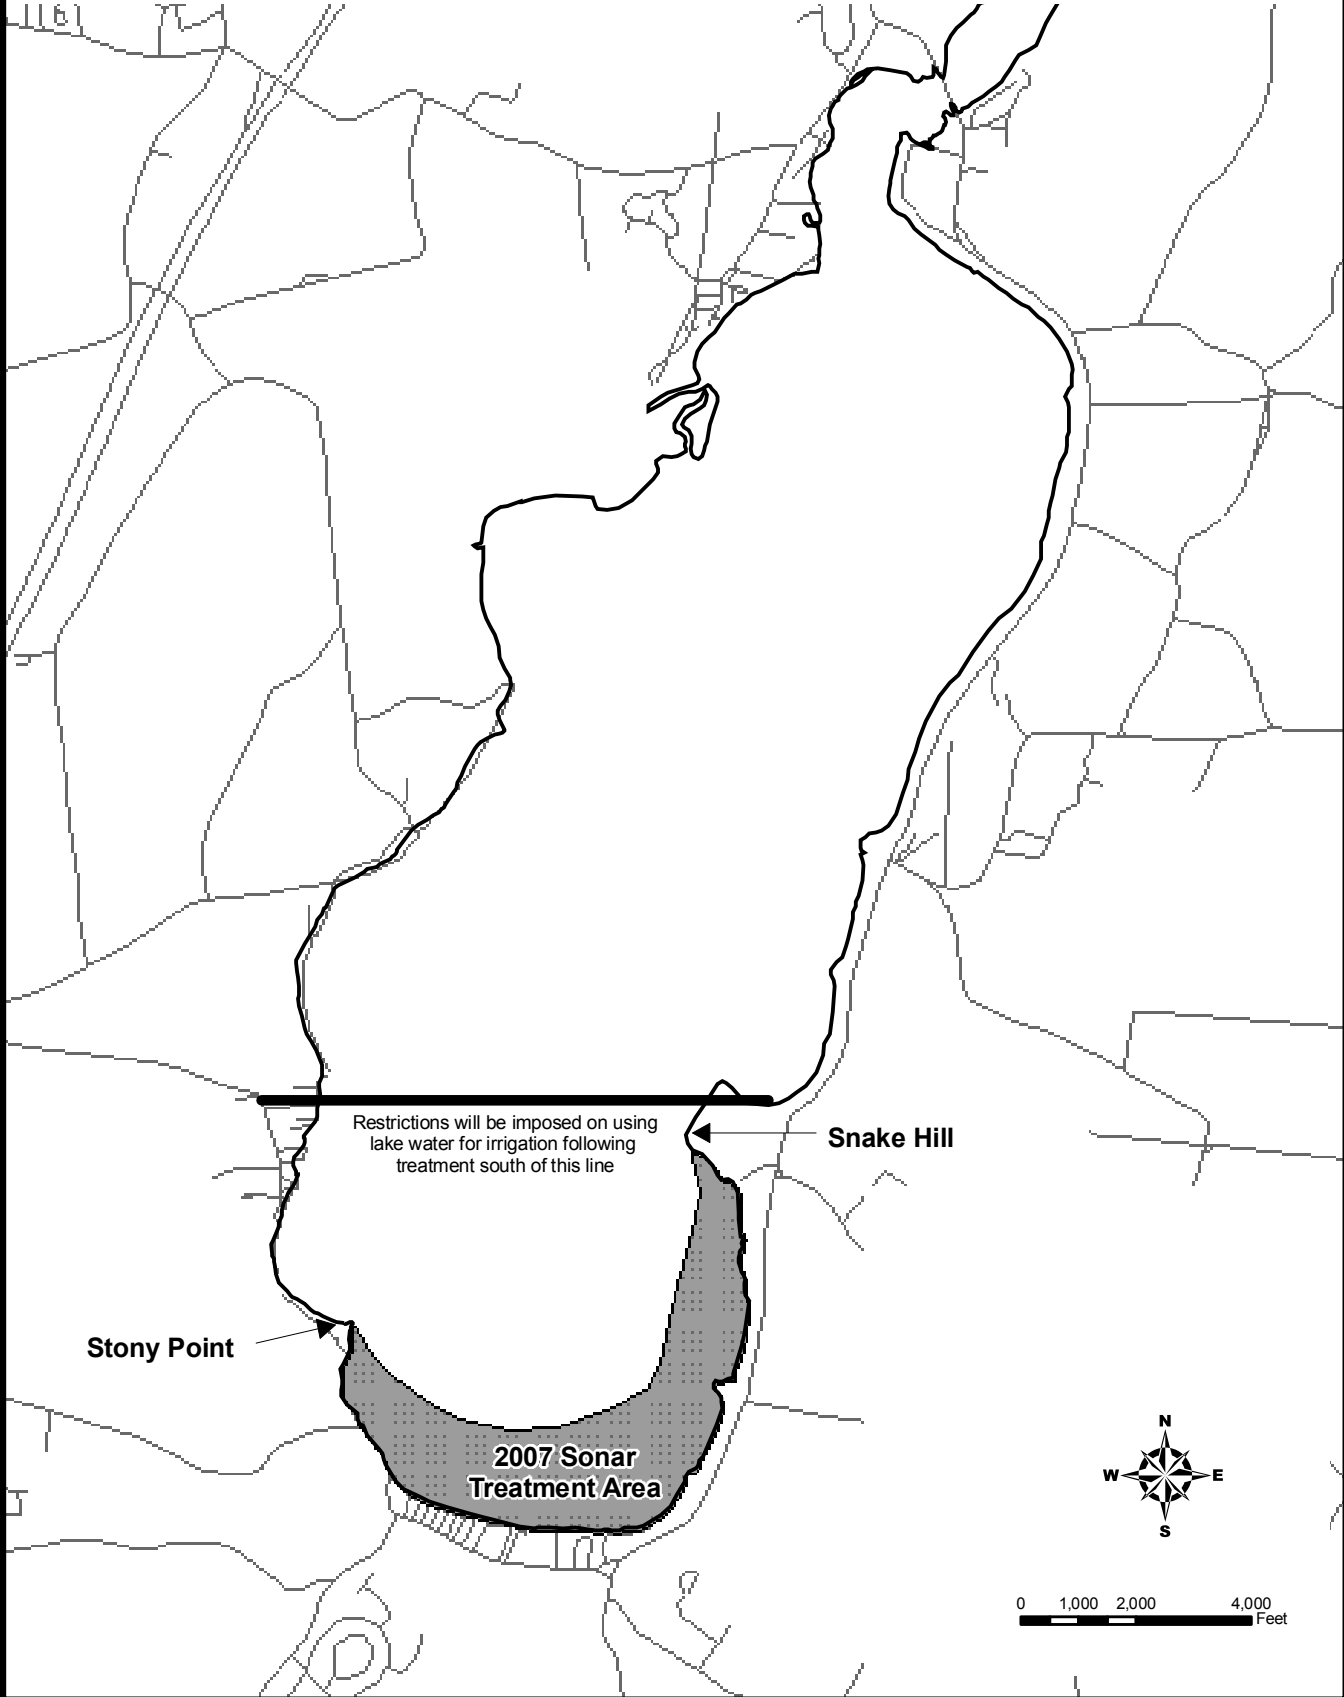 Restrictions will be imposed on using
lake water for irrigation following
treatment south of this line
Snake Hill
Stony Point
2007 Sonar
Treatment Area
N
W E
S
0 1,000 2,000 4,000
Feet